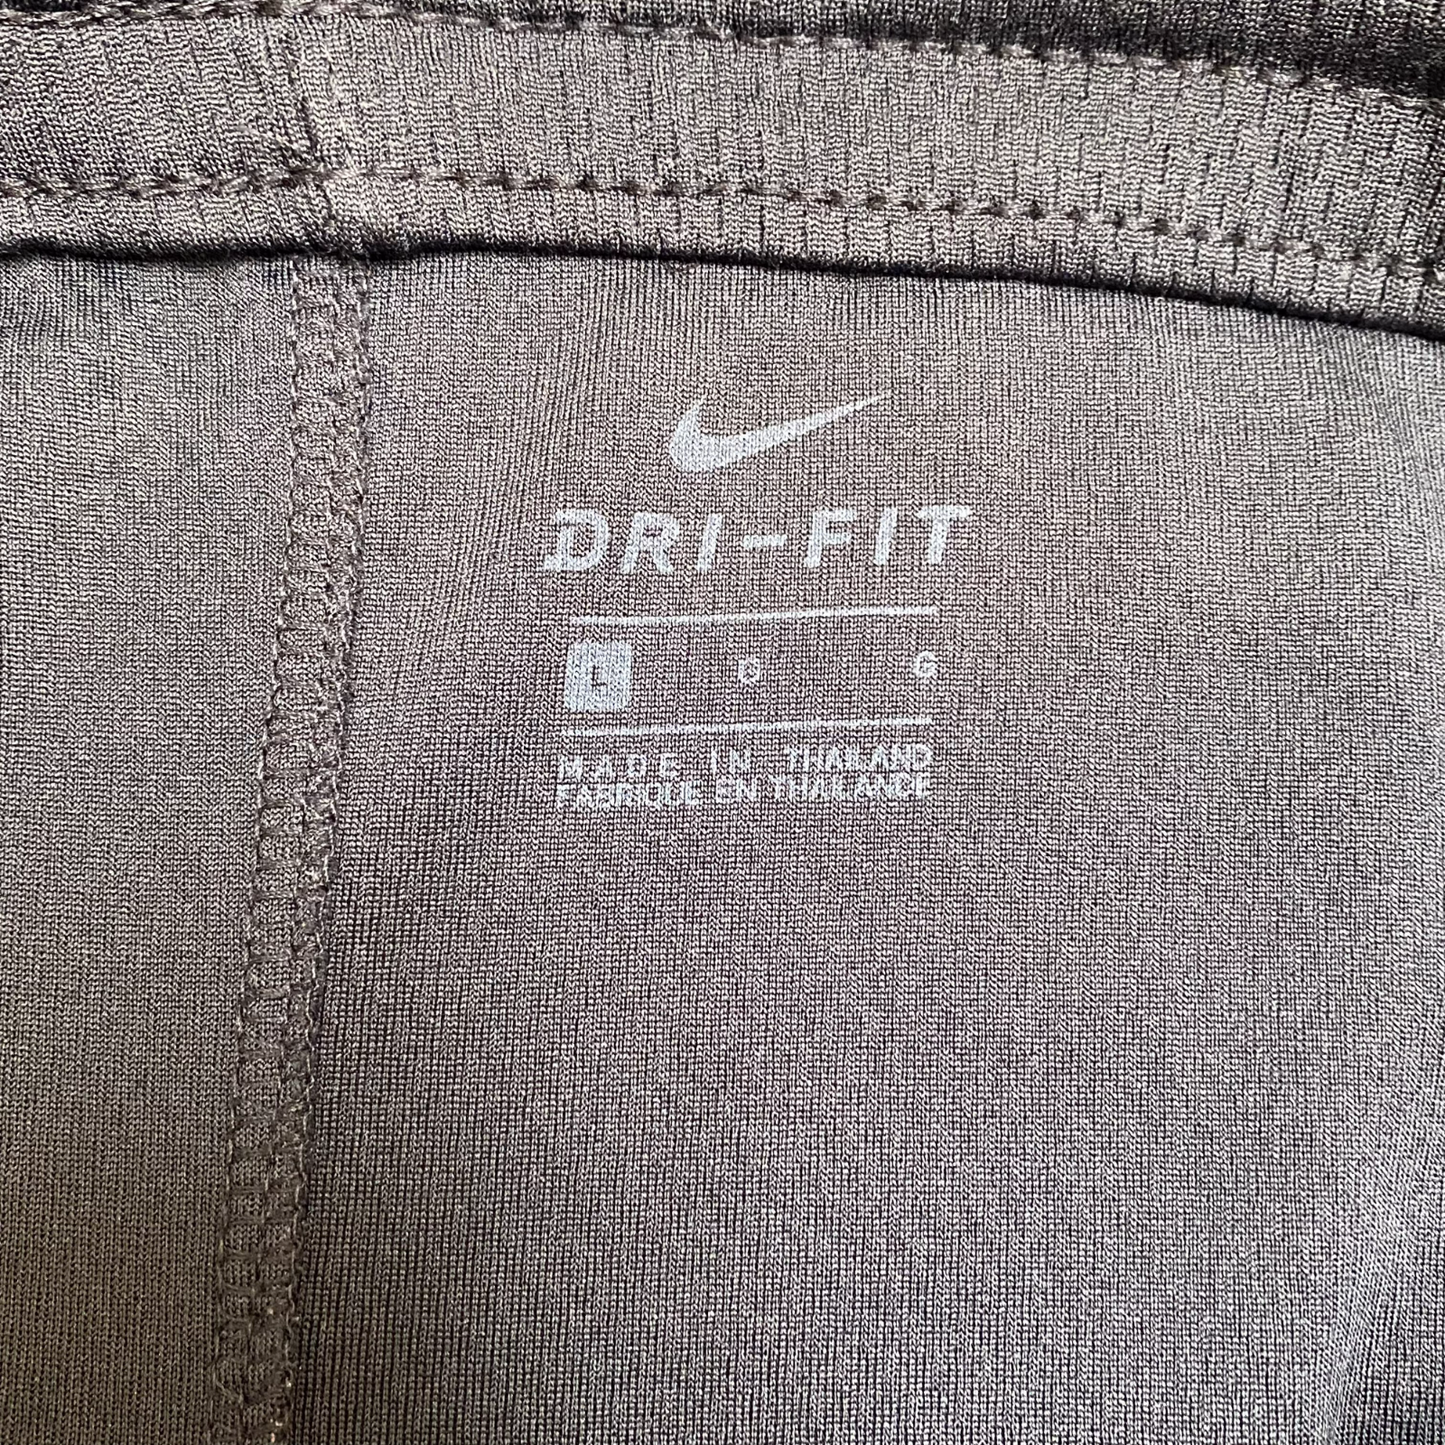 DRI-FIT
L G
MADE IN THAILAND
FABRIQUÉ EN THAÏLANDE